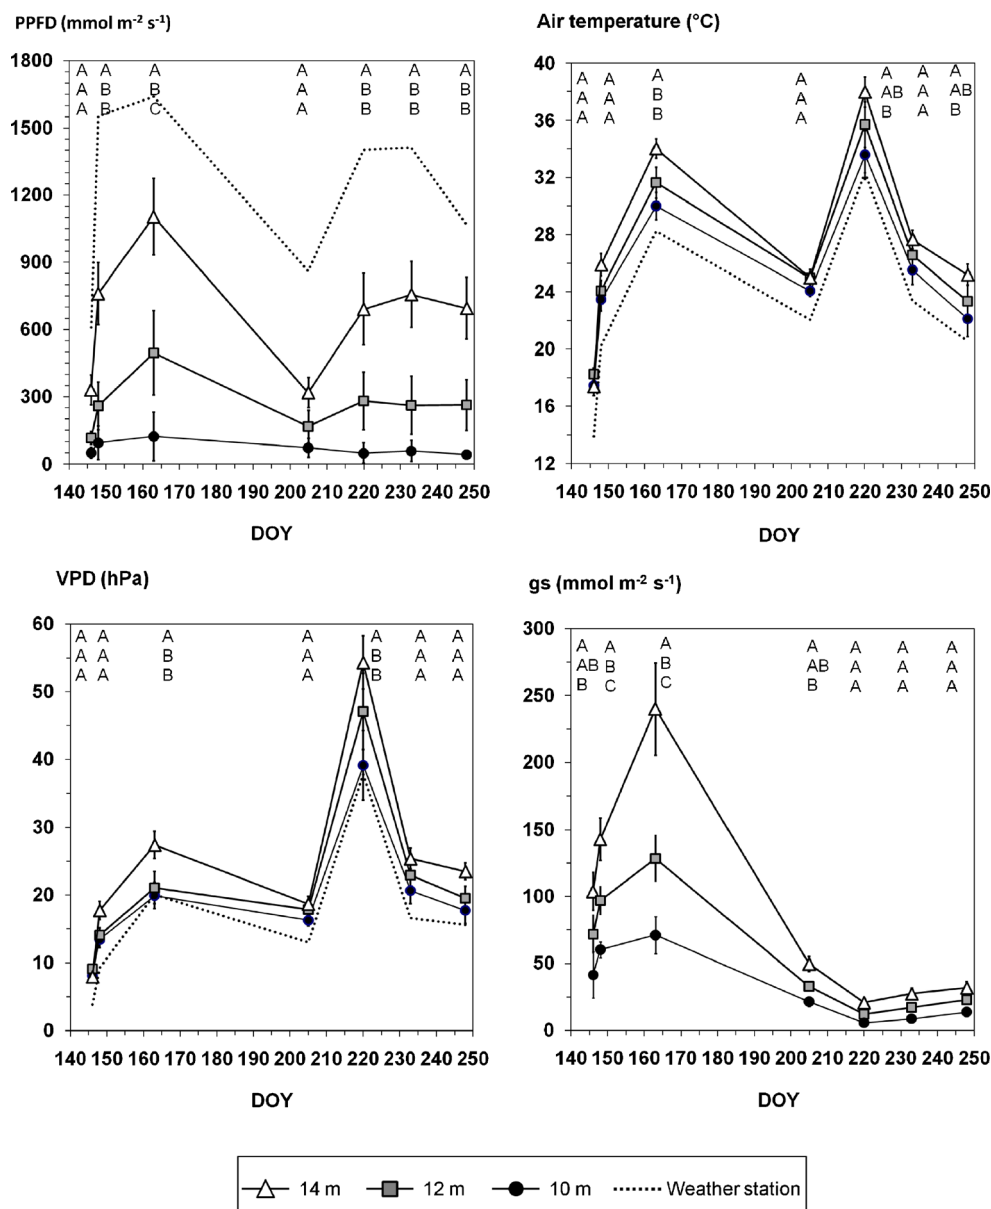 PPFD (mmol m⁻² s⁻¹)
1800
1500
1200
900
600
300
0
A A A A A A A
A B B A B B B
A B C A B B B
140 150 160 170 180 190 200 210 220 230 240 250
DOY
Air temperature (°C)
40
36
32
28
24
20
16
12
A A A A A A A
A A B A AB A AB
A A B A B A B
140 150 160 170 180 190 200 210 220 230 240 250
DOY
VPD (hPa)
60
50
40
30
20
10
0
A A A A A A A
A A B A AB A A
A A B A B A A
140 150 160 170 180 190 200 210 220 230 240 250
DOY
gs (mmol m⁻² s⁻¹)
300
250
200
150
100
50
0
A A A A A A A
AB B B AB A A A
B C C B A A A
140 150 160 170 180 190 200 210 220 230 240 250
DOY
14 m 12 m 10 m Weather station